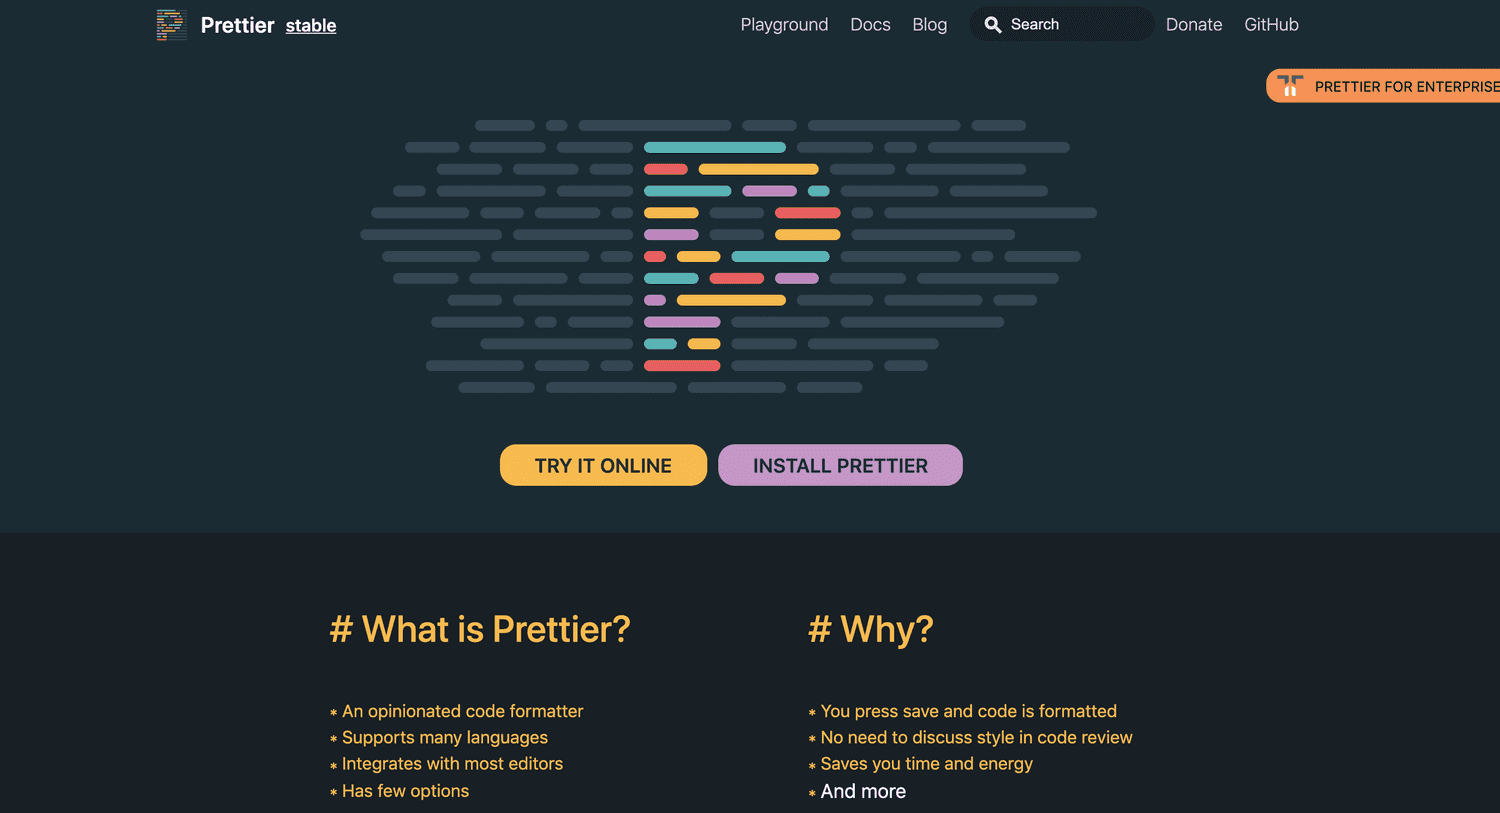 Prettier stable Playground Docs Blog Search Donate GitHub
PRETTIER FOR ENTERPRISE
TRY IT ONLINE INSTALL PRETTIER
# What is Prettier?
* An opinionated code formatter
* Supports many languages
* Integrates with most editors
* Has few options
# Why?
* You press save and code is formatted
* No need to discuss style in code review
* Saves you time and energy
* And more